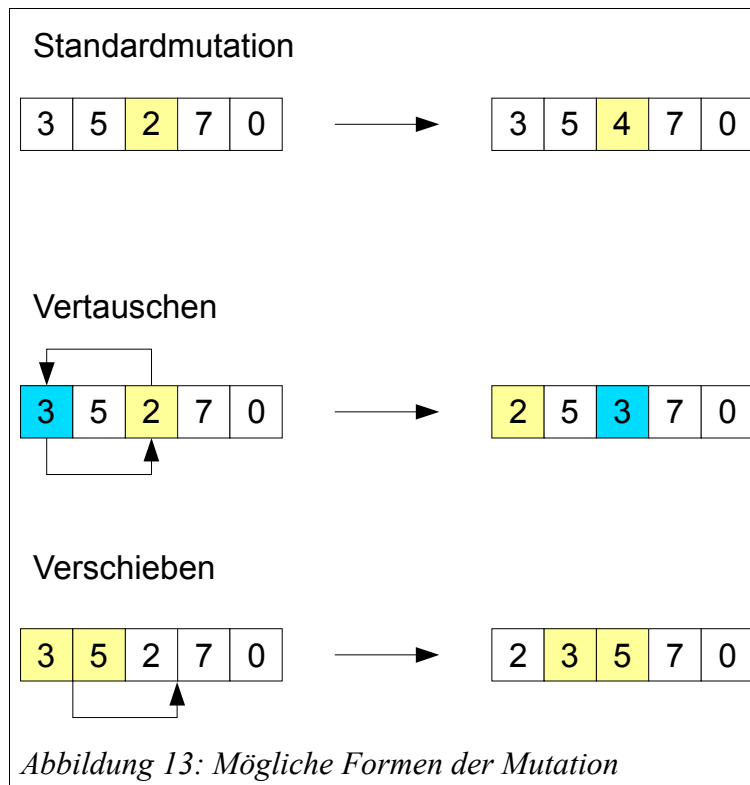 Standardmutation
3 5 2 7 0 3 5 4 7 0
Vertauschen
3 5 2 7 0 2 5 3 7 0
Verschieben
3 5 2 7 0 2 3 5 7 0
Abbildung 13: Mögliche Formen der Mutation